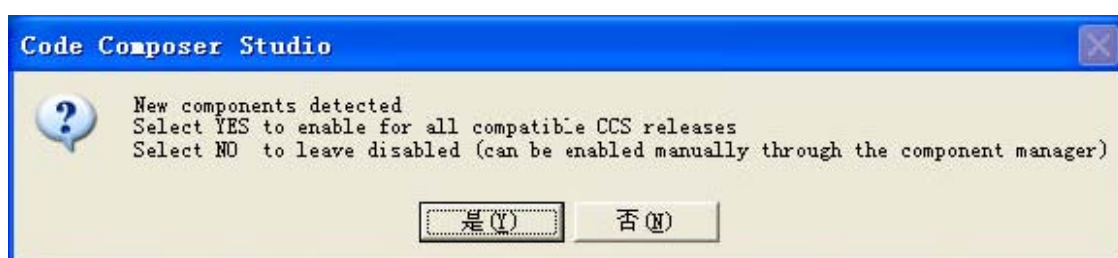 Code Composer Studio
New components detected
Select YES to enable for all compatible CCS releases
Select NO to leave disabled (can be enabled manually through the component manager)
是(Y) 否(N)